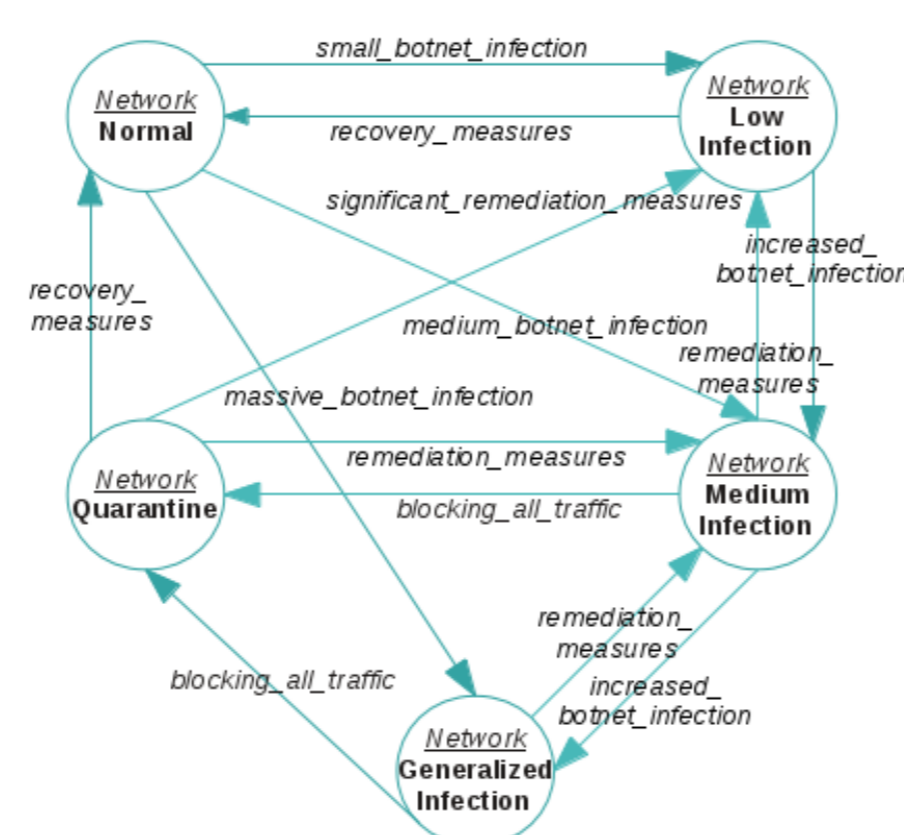 small_botnet_infection
Network
Normal
Network
Low
Infection
recovery_measures
significant_remediation_measures
increased_
botnet_infection
recovery_
measures
medium_botnet_infection
remediation_
measures
massive_botnet_infection
remediation_measures
Network
Quarantine
Network
Medium
Infection
blocking_all_traffic
remediation_
measures
blocking_all_traffic
increased_
botnet_infection
Network
Generalized
Infection